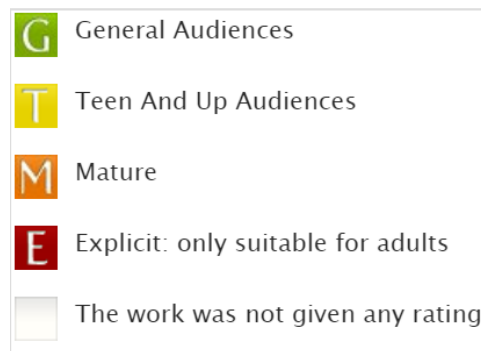 G General Audiences
T Teen And Up Audiences
M Mature
E Explicit: only suitable for adults
The work was not given any rating